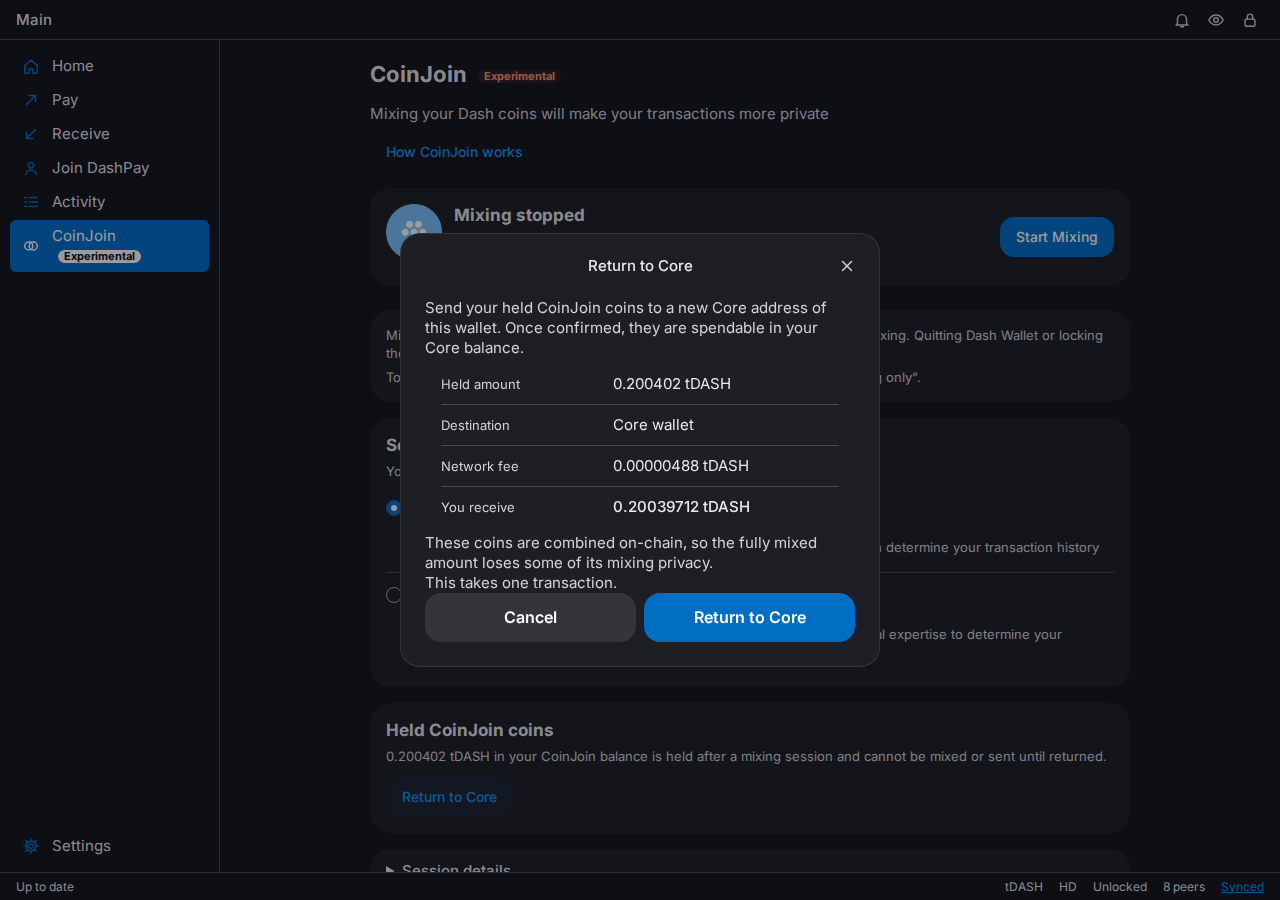 Main
Home
Pay
Receive
Join DashPay
Activity
CoinJoin
Experimental
Settings
CoinJoin Experimental
Mixing your Dash coins will make your transactions more private
How CoinJoin works
Mixing stopped
Start Mixing
Return to Core
Send your held CoinJoin coins to a new Core address of
this wallet. Once confirmed, they are spendable in your
Core balance.
Held amount 0.200402 tDASH
Destination Core wallet
Network fee 0.00000488 tDASH
You receive 0.20039712 tDASH
These coins are combined on-chain, so the fully mixed
amount loses some of its mixing privacy.
This takes one transaction.
Cancel Return to Core
Quitting Dash Wallet or locking
only”.
determine your transaction history
expertise to determine your
Held CoinJoin coins
0.200402 tDASH in your CoinJoin balance is held after a mixing session and cannot be mixed or sent until returned.
Return to Core
Session details
Up to date
tDASH HD Unlocked 8 peers Synced